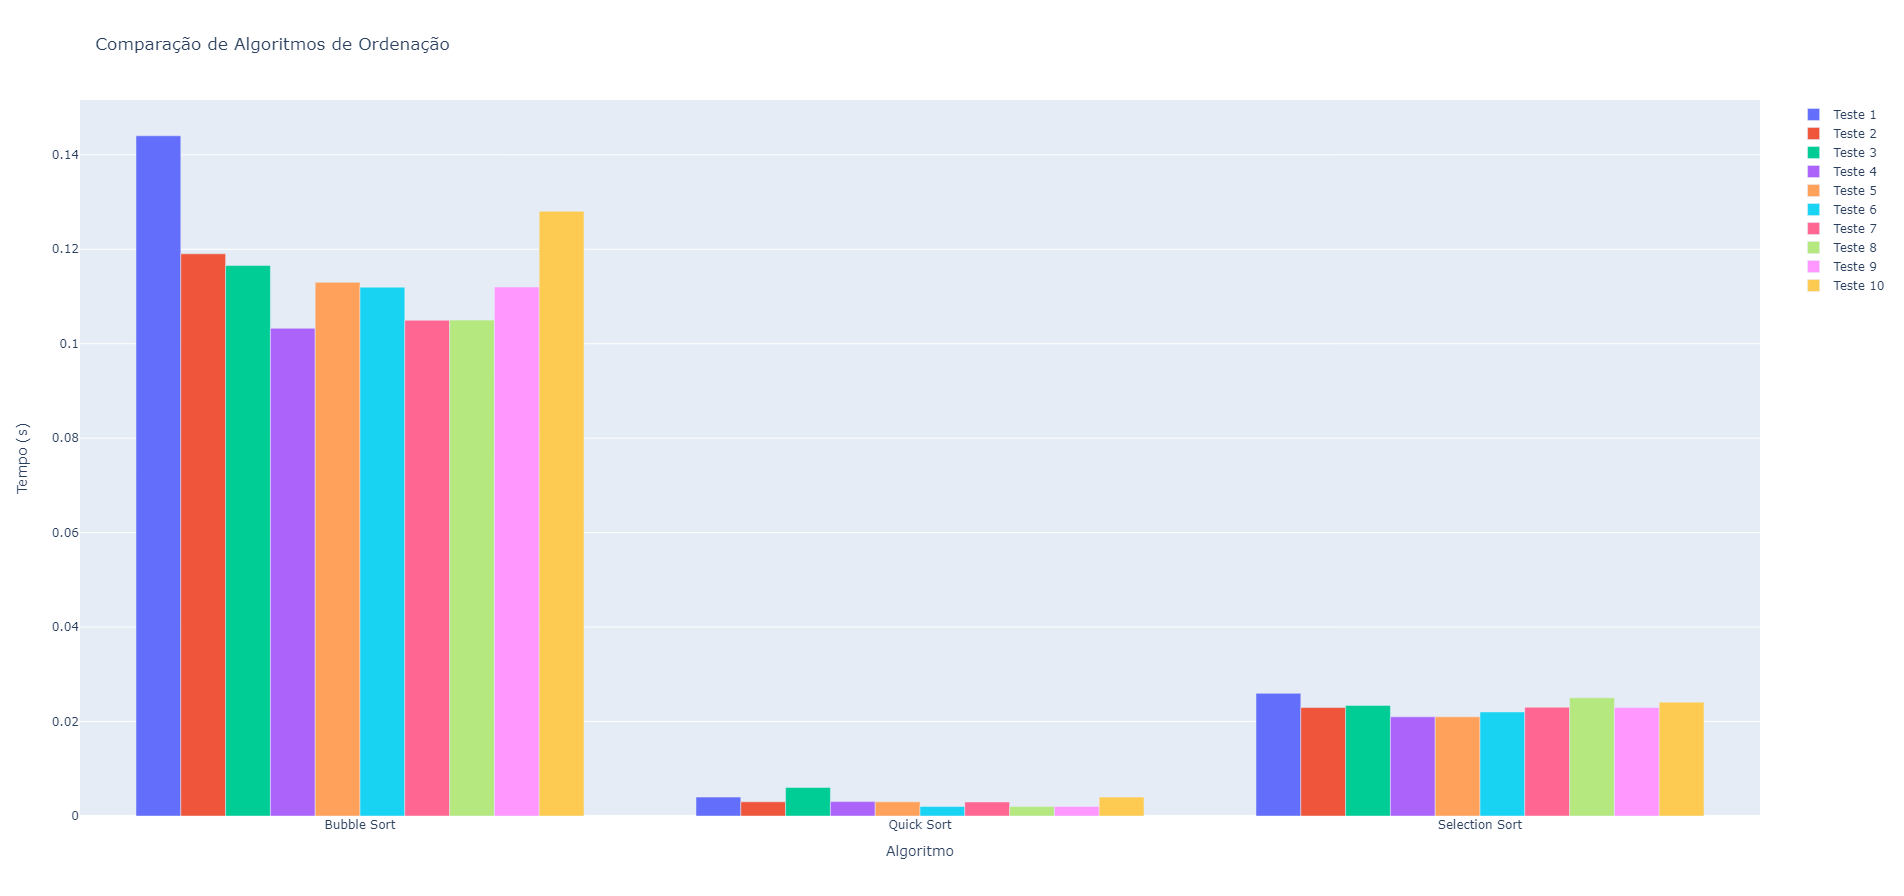 Comparação de Algoritmos de Ordenação
Teste 1
Teste 2
Teste 3
Teste 4
Teste 5
Teste 6
Teste 7
Teste 8
Teste 9
Teste 10
0.14
0.12
0.1
0.08
0.06
0.04
0.02
0
Tempo (s)
Bubble Sort
Quick Sort
Selection Sort
Algoritmo